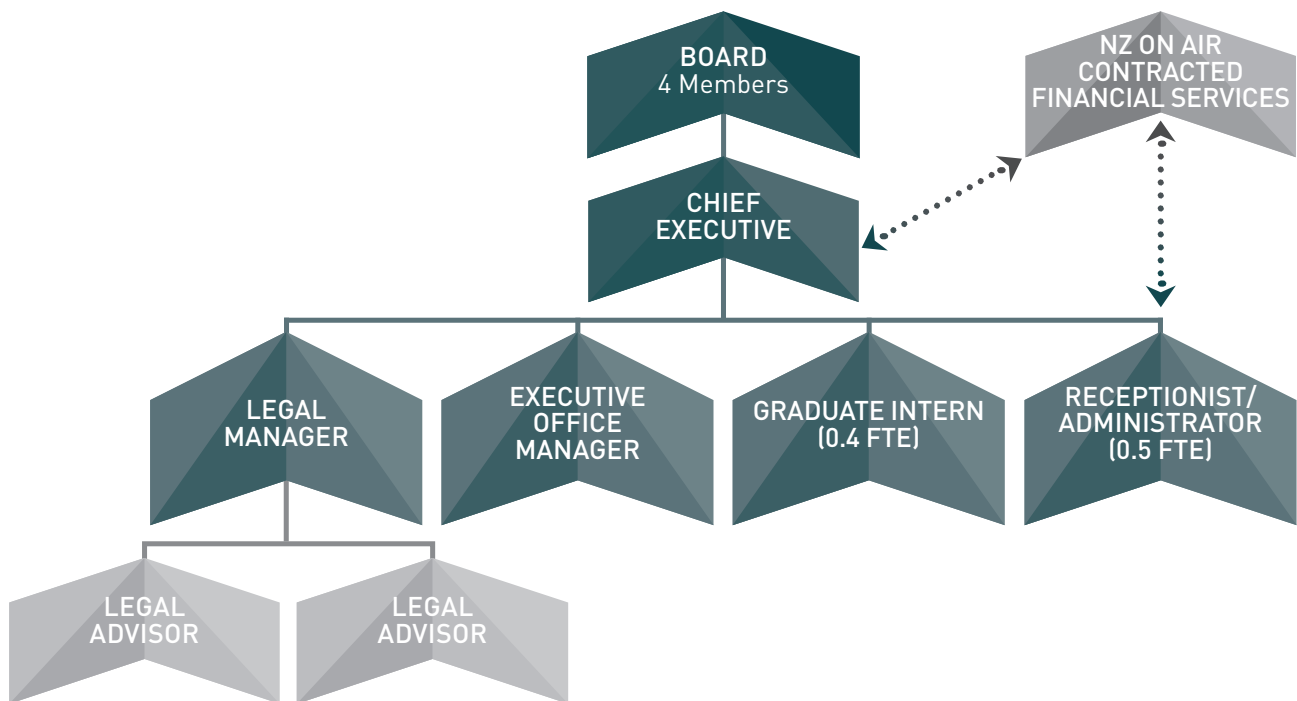 BOARD
4 Members
NZ ON AIR
CONTRACTED
FINANCIAL SERVICES
CHIEF
EXECUTIVE
LEGAL
MANAGER
EXECUTIVE
OFFICE
MANAGER
GRADUATE INTERN
(0.4 FTE)
RECEPTIONIST/
ADMINISTRATOR
(0.5 FTE)
LEGAL
ADVISOR
LEGAL
ADVISOR